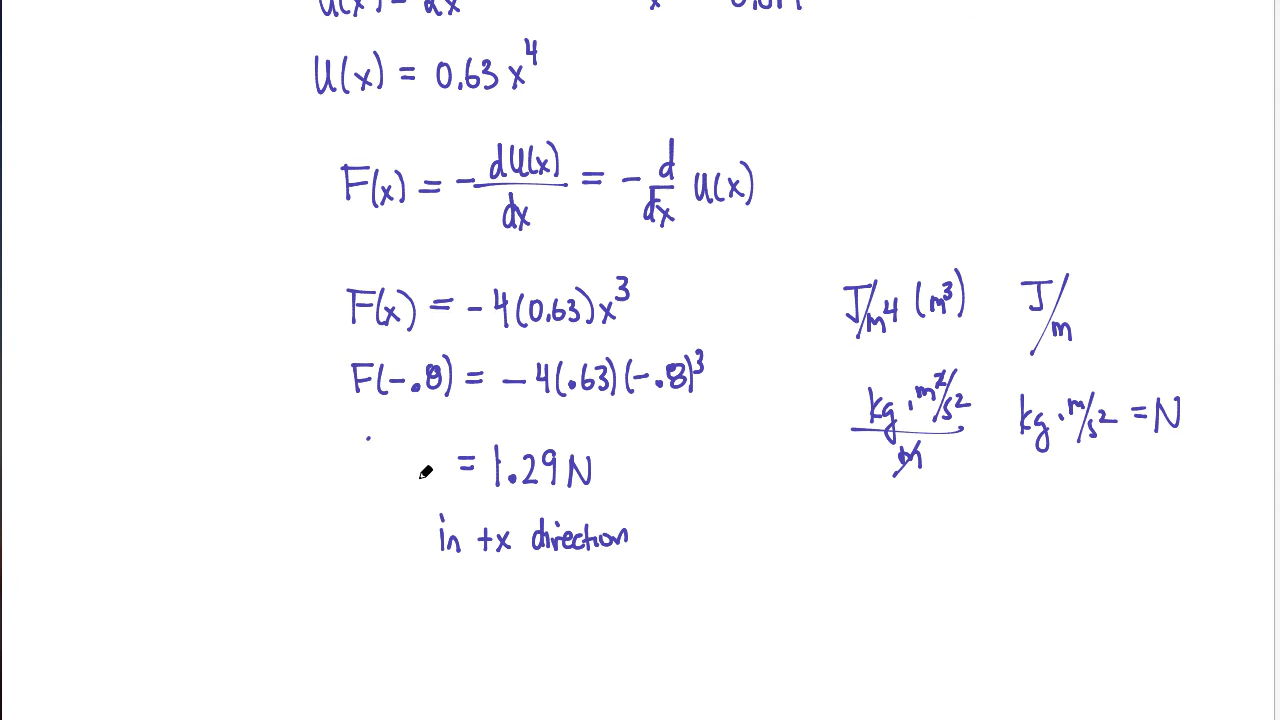 U(x) = 0.63 x⁴
F(x) = - dU(x)/dx = - d/dx U(x)
F(x) = - 4(0.63)x³
J/m⁴ (m³) J/m
F(-.8) = - 4(.63)(-.8)³
kg·m²/s²/m kg·m/s² = N
= 1.29 N
in +x direction